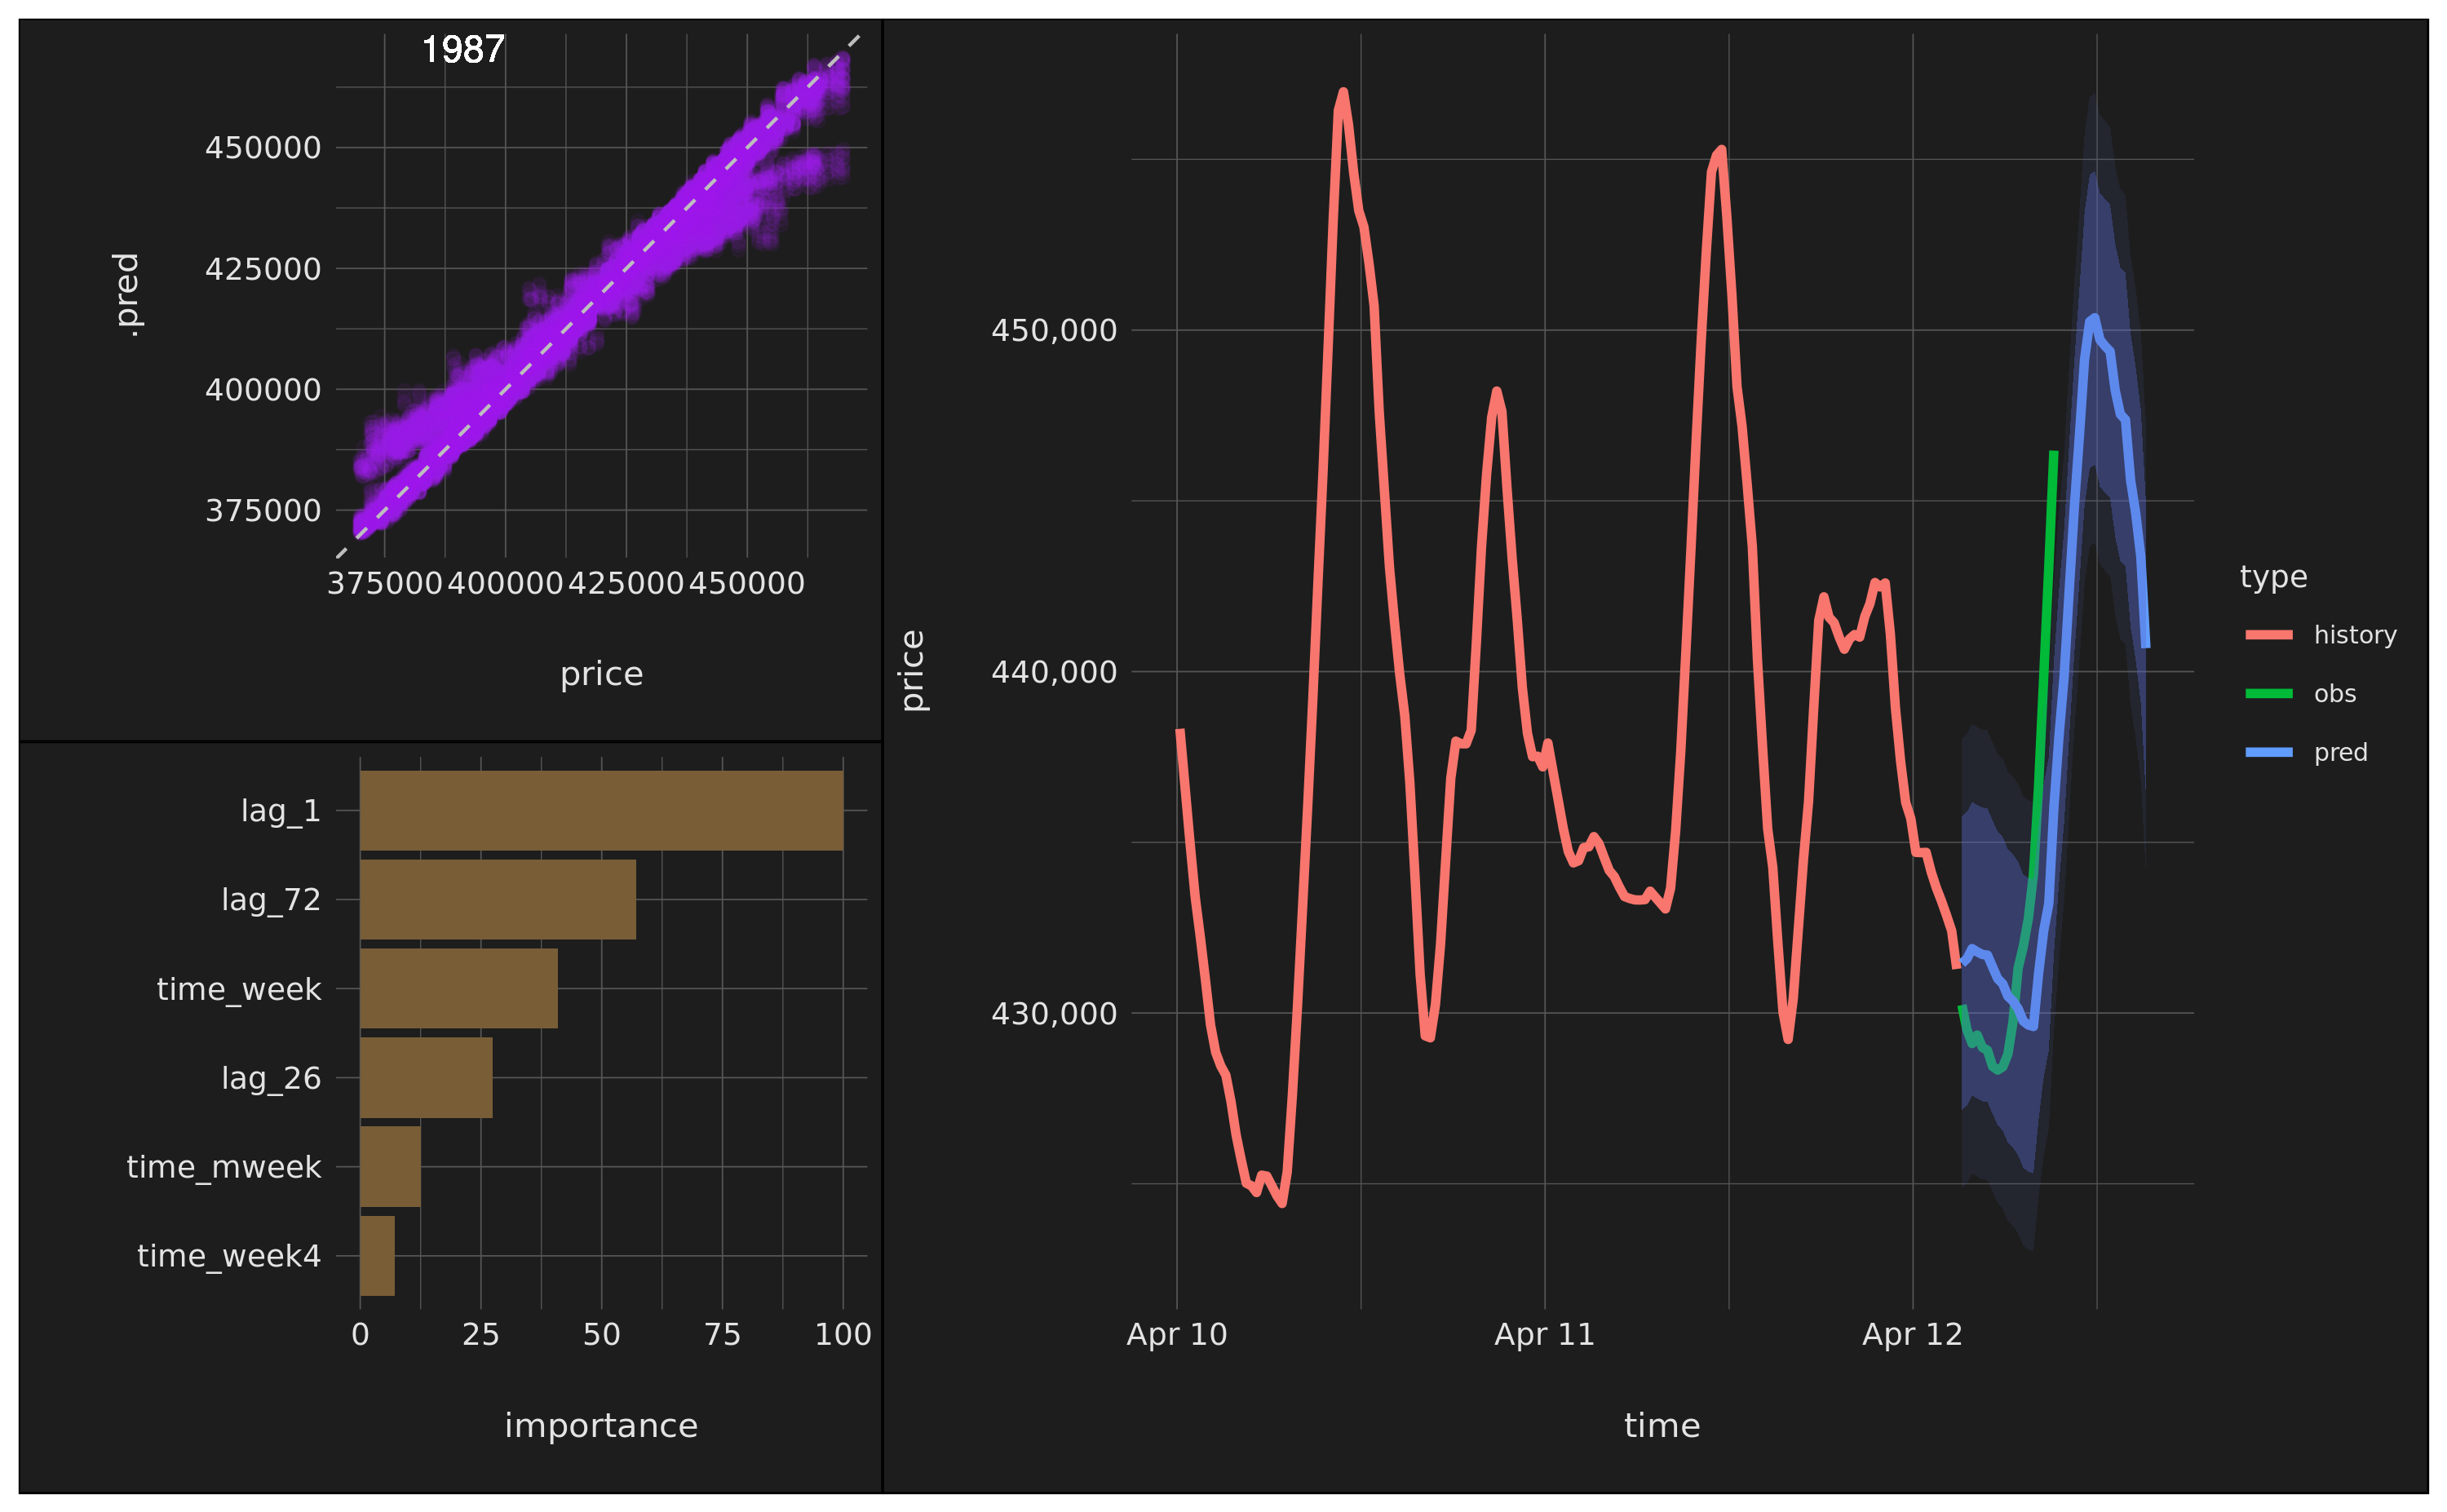 1987
.pred
450000
425000
400000
375000
375000 400000 425000 450000
price
lag_1
lag_72
time_week
lag_26
time_mweek
time_week4
0 25 50 75 100
importance
price
450,000
440,000
430,000
Apr 10 Apr 11 Apr 12
time
type
history
obs
pred